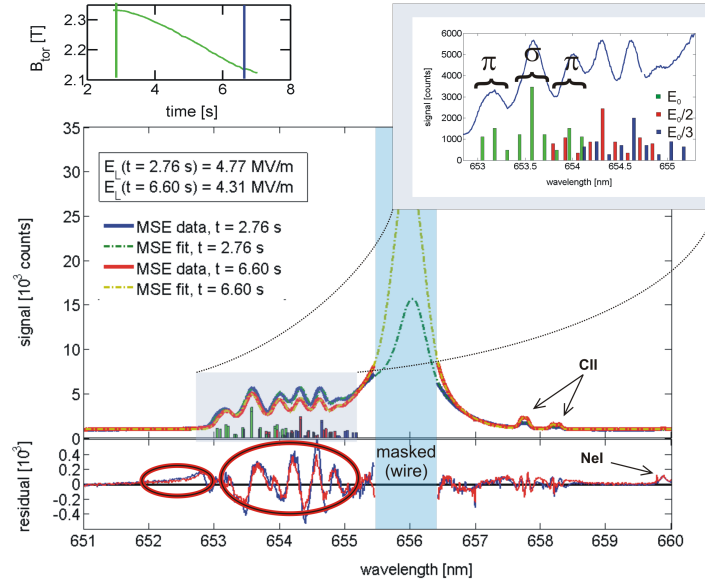 2.3
2.2
2.1
B_tor [T]
2 4 6 8
time [s]
6000
5000
4000
3000
2000
1000
0
signal (counts)
π σ π
E₀
E₀/2
E₀/3
653 653.5 654 654.5 655
wavelength [nm]
35
30
25
20
15
10
5
0
signal [10³ counts]
E_L(t = 2.76 s) = 4.77 MV/m
E_L(t = 6.60 s) = 4.31 MV/m
MSE data, t = 2.76 s
MSE fit, t = 2.76 s
MSE data, t = 6.60 s
MSE fit, t = 6.60 s
CII
masked
(wire)
NeI
0.4
0.2
0
-0.2
-0.4
residual [10³]
651 652 653 654 655 656 657 658 659 660
wavelength [nm]